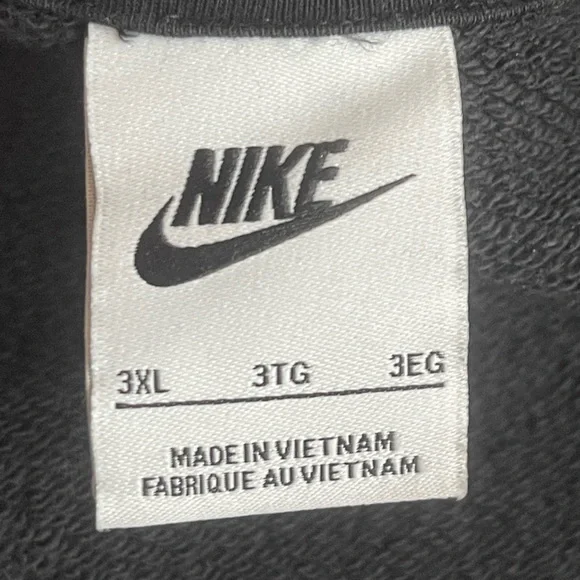 NIKE
3XL 3TG 3EG
MADE IN VIETNAM
FABRIQUE AU VIETNAM